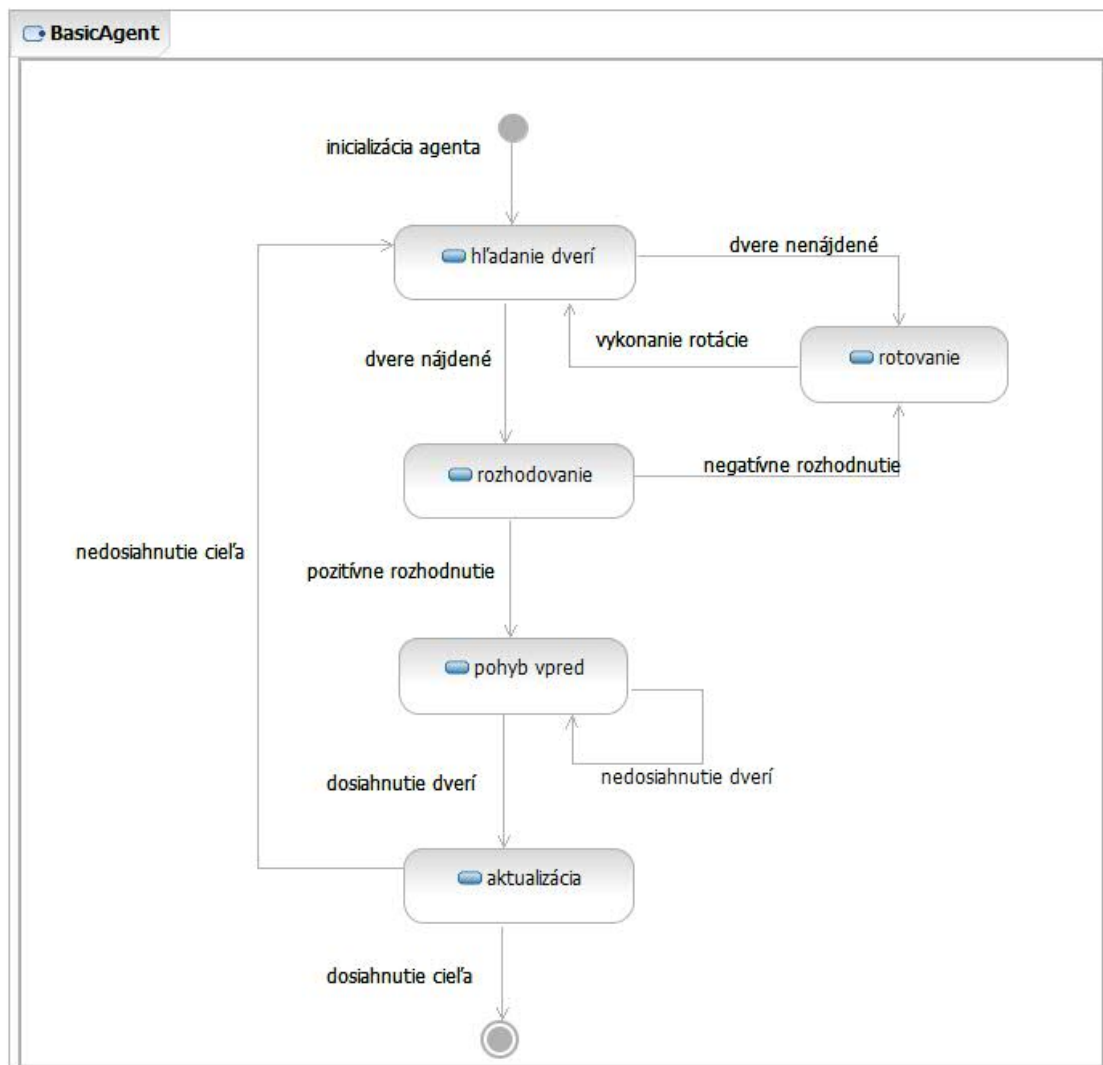 BasicAgent
inicializácia agenta
hľadanie dverí
dvere nenájdené
vykonanie rotácie
rotovanie
dvere nájdené
rozhodovanie
negatívne rozhodnutie
nedosiahnutie cieľa
pozitívne rozhodnutie
pohyb vpred
nedosiahnutie dverí
dosiahnutie dverí
aktualizácia
dosiahnutie cieľa